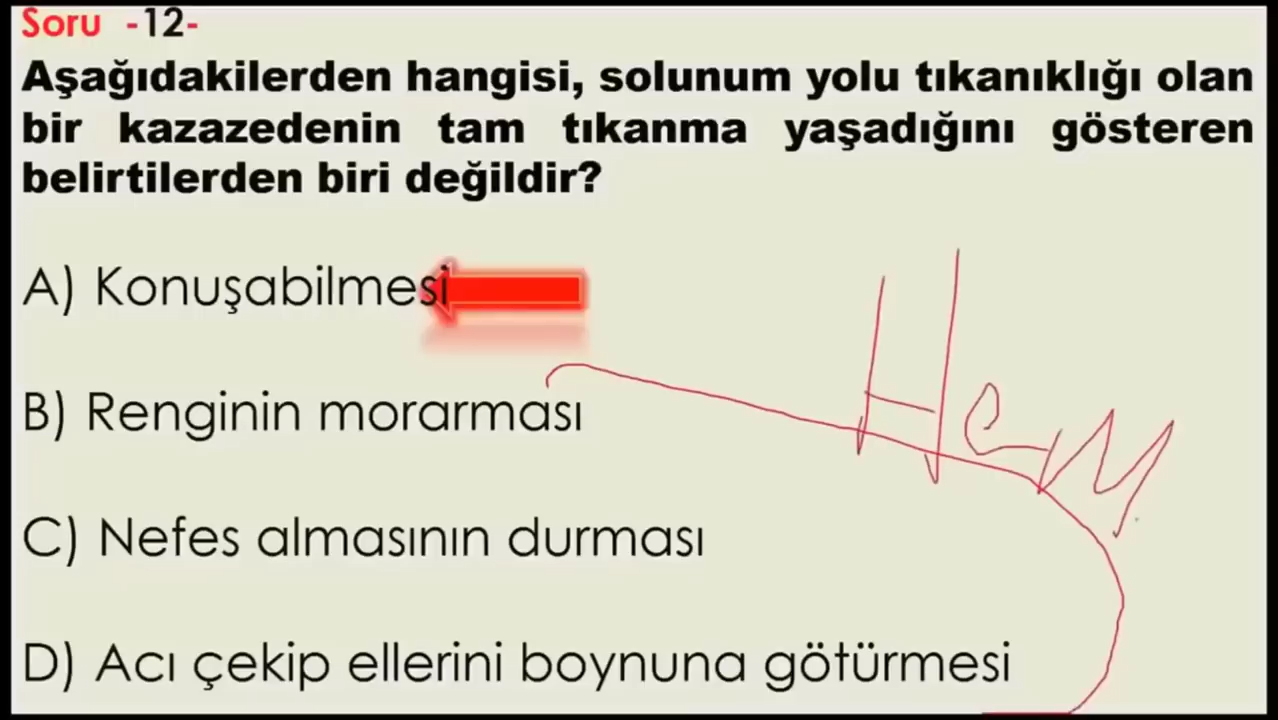 Soru -12-
Aşağıdakilerden hangisi, solunum yolu tıkanıklığı olan
bir kazazedenin tam tıkanma yaşadığını gösteren
belirtilerden biri değildir?
A) Konuşabilmesi
B) Renginin morarması
Hem
C) Nefes almasının durması
D) Acı çekip ellerini boynuna götürmesi